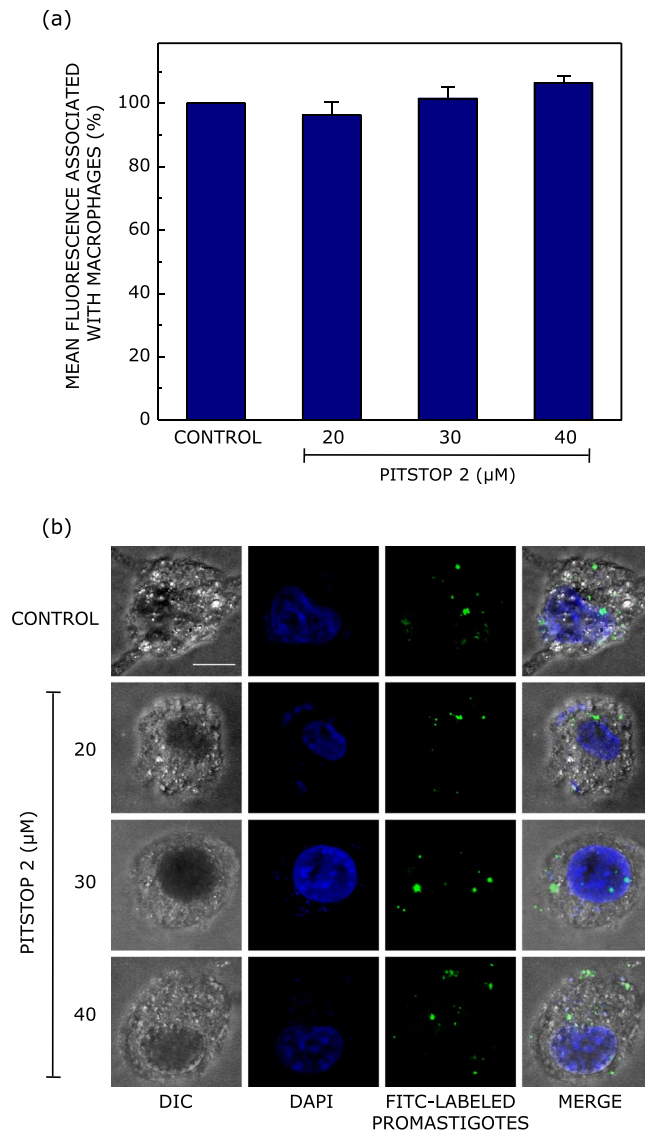 (a)
MEAN FLUORESCENCE ASSOCIATED
WITH MACROPHAGES (%)
100
80
60
40
20
0
CONTROL 20 30 40
PITSTOP 2 (µM)
(b)
CONTROL
PITSTOP 2 (µM)
20
30
40
DIC DAPI FITC-LABELED MERGE
PROMASTIGOTES